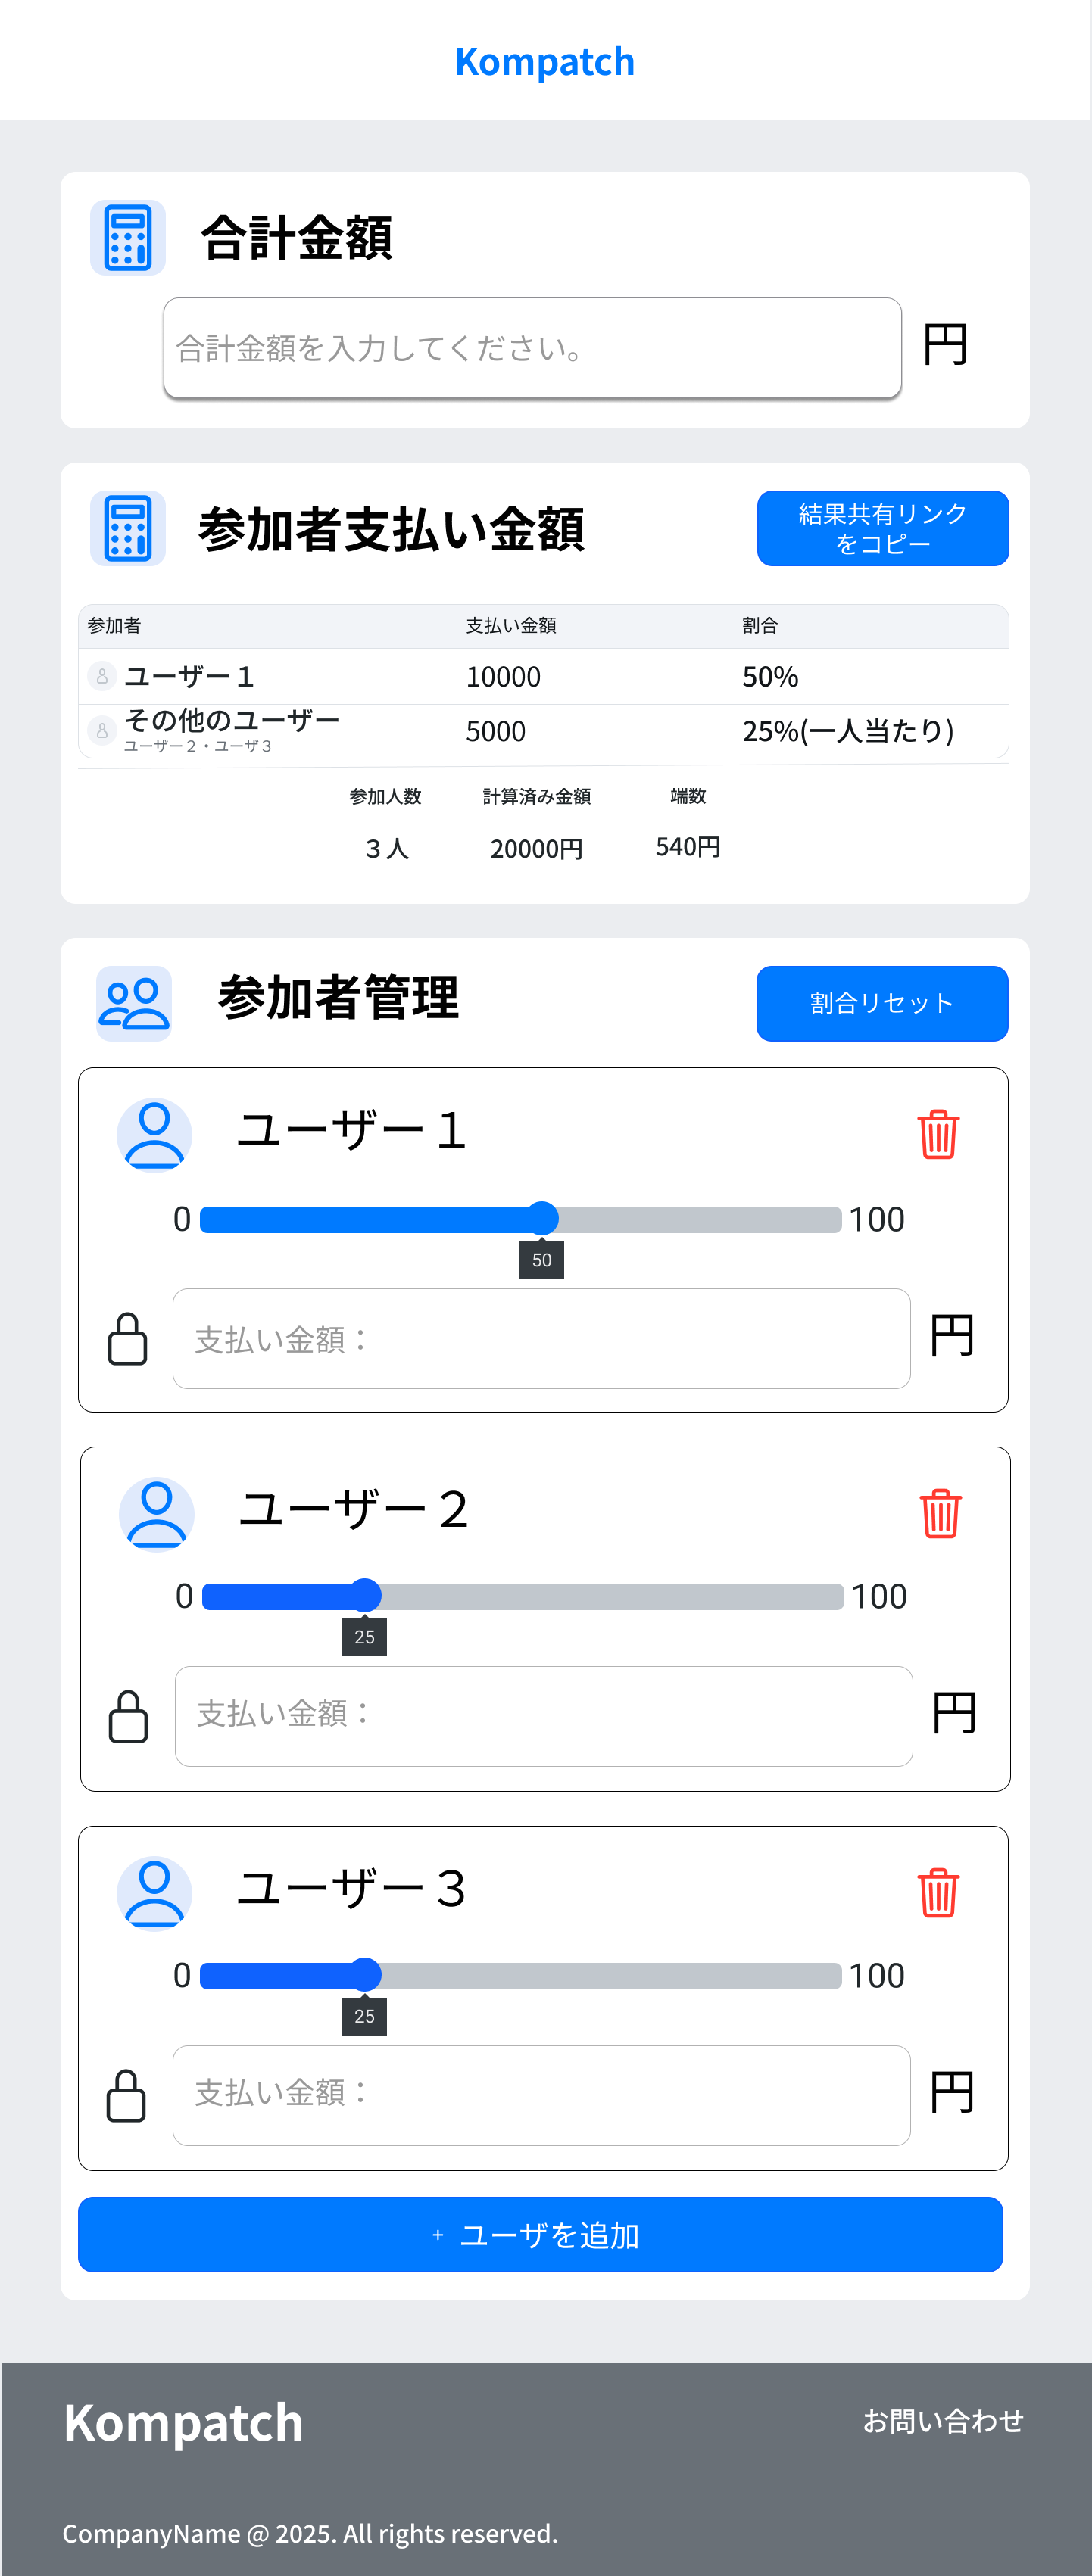 Kompatch
合計金額
合計金額を入力してください。
円
参加者支払い金額
結果共有リンク
をコピー
参加者 支払い金額 割合
ユーザー１ 10000 50%
その他のユーザー 5000 25%(一人当たり)
ユーザー２・ユーザ３
参加人数 計算済み金額 端数
３人 20000円 540円
参加者管理
割合リセット
ユーザー１
0 100
50
支払い金額：
円
ユーザー２
0 100
25
支払い金額：
円
ユーザー３
0 100
25
支払い金額：
円
+ ユーザを追加
Kompatch
お問い合わせ
CompanyName @ 2025. All rights reserved.